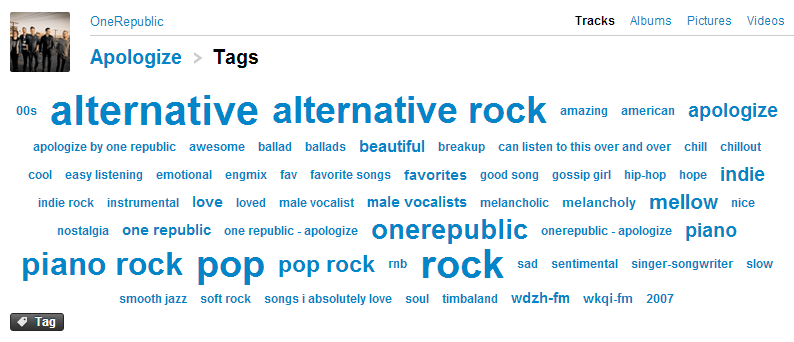 OneRepublic Tracks Albums Pictures Videos
Apologize > Tags
00s alternative alternative rock amazing american apologize
apologize by one republic awesome ballad ballads beautiful breakup can listen to this over and over chill chillout
cool easy listening emotional engmix fav favorite songs favorites good song gossip girl hip-hop hope indie
indie rock instrumental love loved male vocalist male vocalists melancholic melancholy mellow nice
nostalgia one republic one republic - apologize onerepublic onerepublic - apologize piano
piano rock pop pop rock rnb rock sad sentimental singer-songwriter slow
smooth jazz soft rock songs i absolutely love soul timbaland wdzh-fm wkqi-fm 2007
Tag